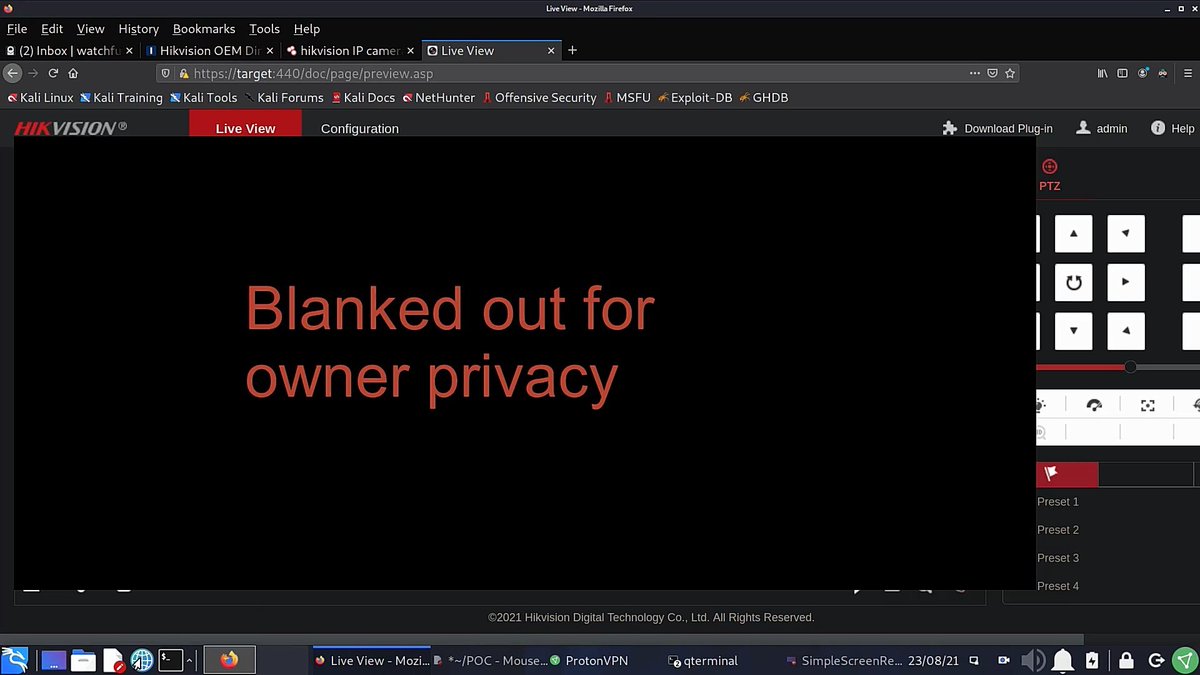 Live View - Mozilla Firefox
File Edit View History Bookmarks Tools Help
(2) Inbox | watchfu
Hikvision OEM Dir
hikvision IP camera
Live View
https://target:440/doc/page/preview.asp
Kali Linux Kali Training Kali Tools Kali Forums Kali Docs NetHunter Offensive Security MSFU Exploit-DB GHDB
HIKVISION®
Live View Configuration Download Plug-in admin Help
PTZ
Blanked out for
owner privacy
Preset 1
Preset 2
Preset 3
Preset 4
©2021 Hikvision Digital Technology Co., Ltd. All Rights Reserved.
Live View - Mozi... *~/POC - Mouse... ProtonVPN qterminal SimpleScreenRe... 23/08/21